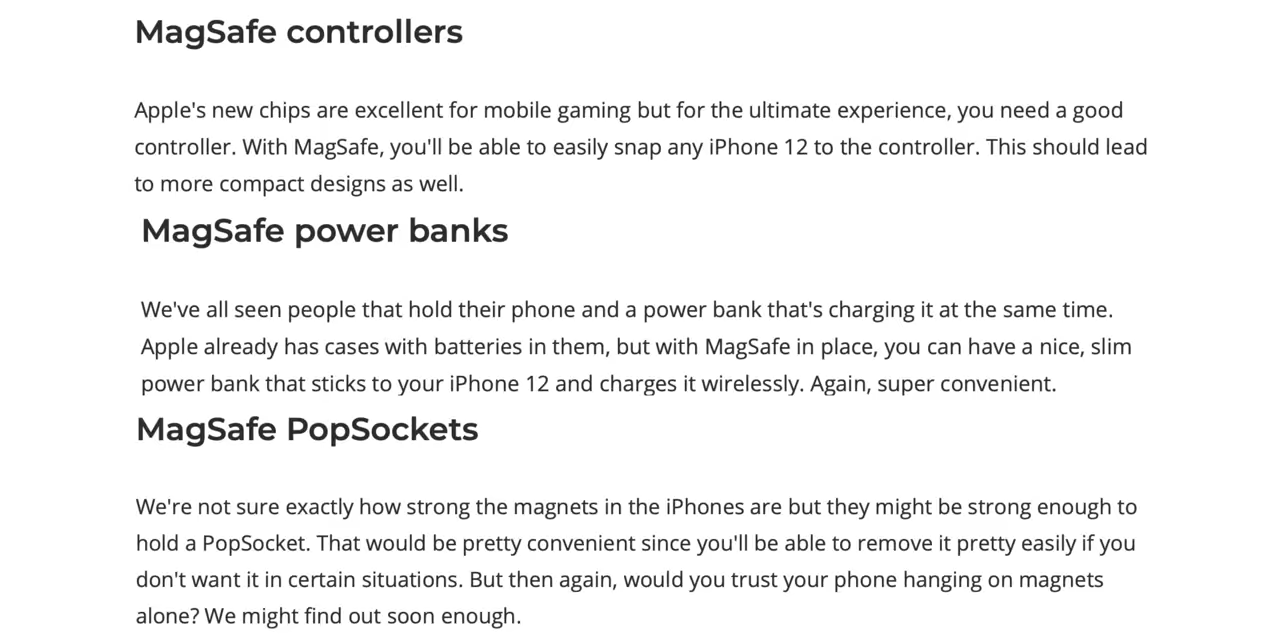 MagSafe controllers
Apple's new chips are excellent for mobile gaming but for the ultimate experience, you need a good
controller. With MagSafe, you'll be able to easily snap any iPhone 12 to the controller. This should lead
to more compact designs as well.
MagSafe power banks
We've all seen people that hold their phone and a power bank that's charging it at the same time.
Apple already has cases with batteries in them, but with MagSafe in place, you can have a nice, slim
power bank that sticks to your iPhone 12 and charges it wirelessly. Again, super convenient.
MagSafe PopSockets
We're not sure exactly how strong the magnets in the iPhones are but they might be strong enough to
hold a PopSocket. That would be pretty convenient since you'll be able to remove it pretty easily if you
don't want it in certain situations. But then again, would you trust your phone hanging on magnets
alone? We might find out soon enough.